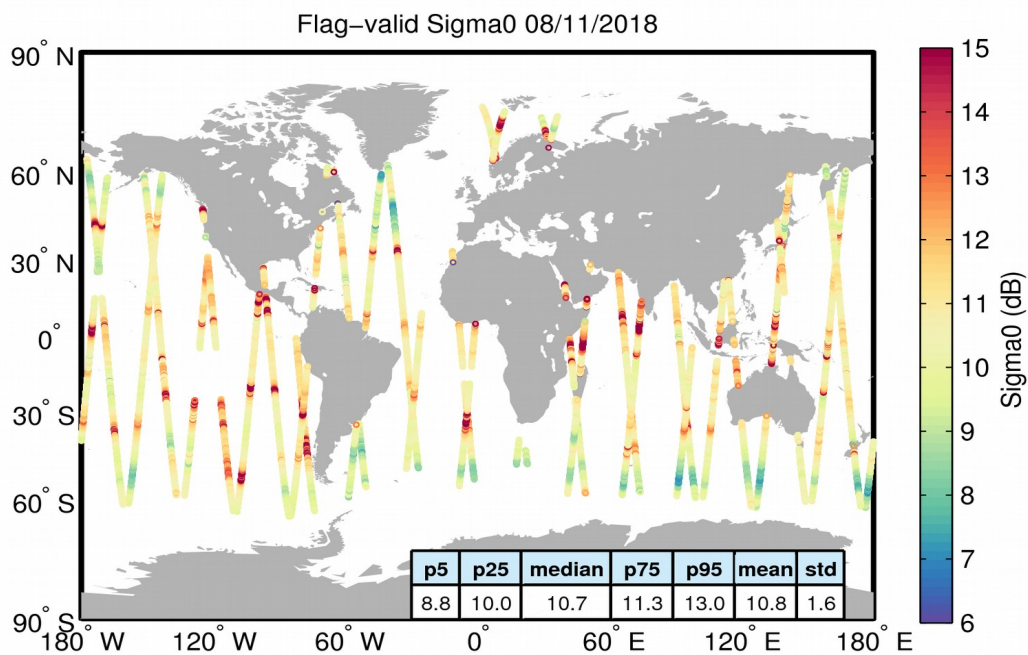 Flag−valid Sigma0 08/11/2018
90° N
60° N
30° N
0°
30° S
60° S
90° S
180° W
120° W
60° W
0°
60° E
120° E
180° E
p5 p25 median p75 p95 mean std
8.8 10.0 10.7 11.3 13.0 10.8 1.6
15
14
13
12
11
10
9
8
7
6
Sigma0 (dB)